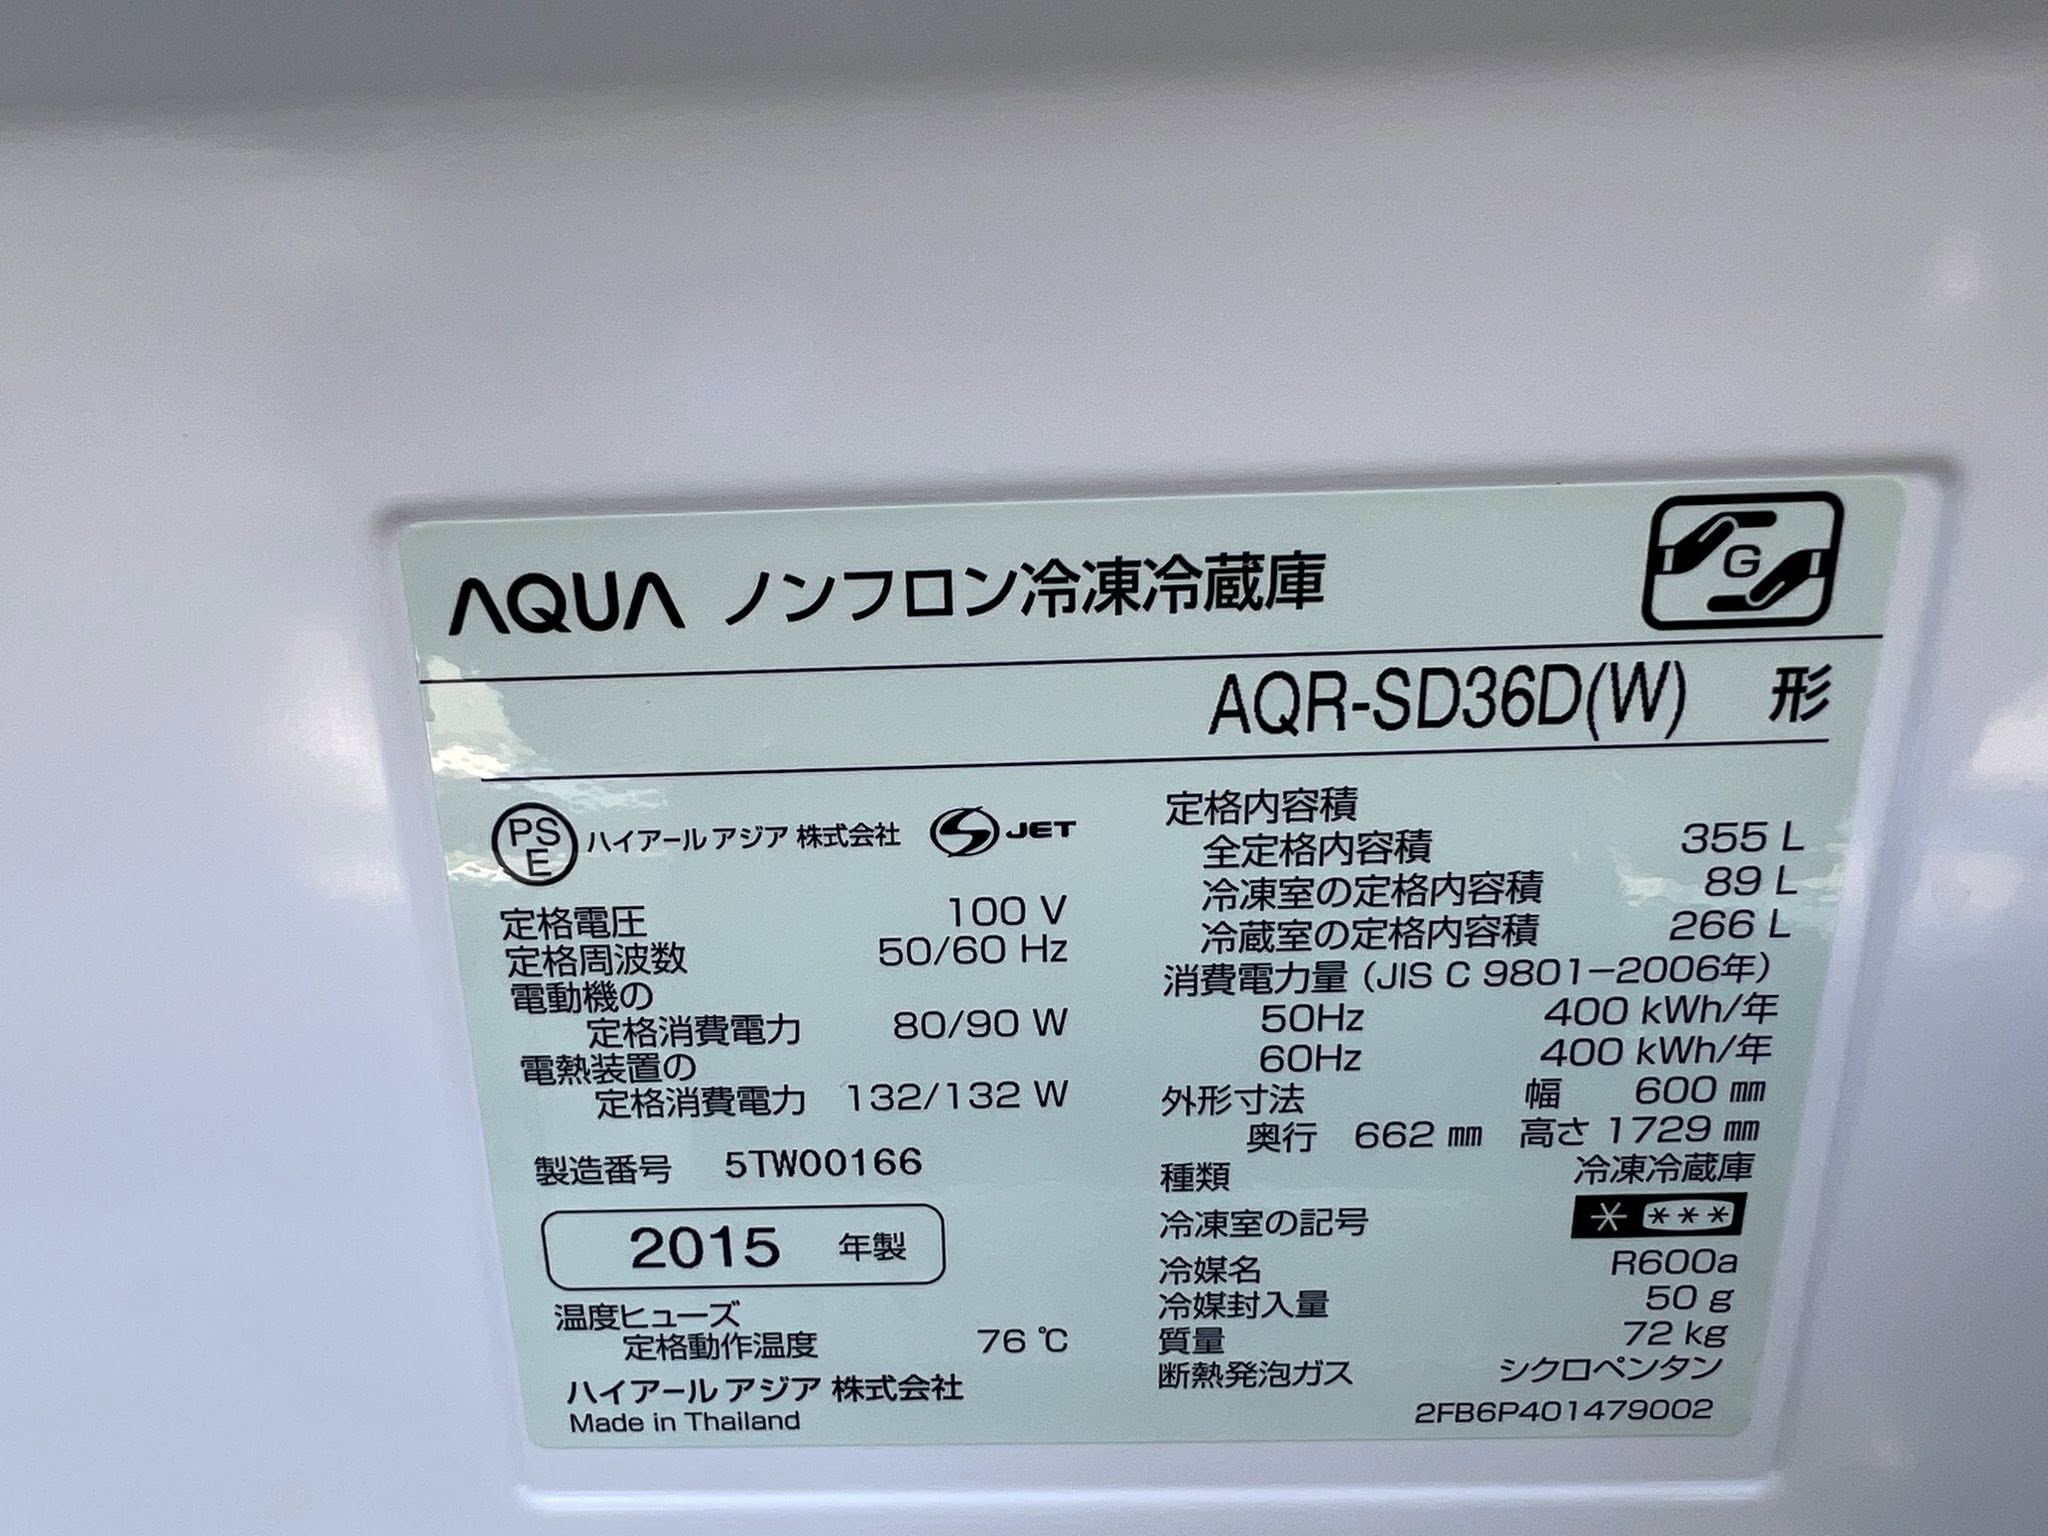 AQUA ノンフロン冷凍冷蔵庫
G
AQR-SD36D(W) 形
PSE ハイアール アジア 株式会社 S JET
定格電圧 100 V
定格周波数 50/60 Hz
電動機の
定格消費電力 80/90 W
電熱装置の
定格消費電力 132/132 W
製造番号 5TW00166
2015 年製
温度ヒューズ
定格動作温度 76 ℃
ハイアール アジア 株式会社
Made in Thailand
定格内容積
全定格内容積 355 L
冷凍室の定格内容積 89 L
冷蔵室の定格内容積 266 L
消費電力量 (JIS C 9801-2006年)
50Hz 400 kWh/年
60Hz 400 kWh/年
外形寸法 幅 600 ㎜
奥行 662 ㎜ 高さ 1729 ㎜
種類 冷凍冷蔵庫
冷凍室の記号 * ***
冷媒名 R600a
冷媒封入量 50 g
質量 72 kg
断熱発泡ガス シクロペンタン
2FB6P401479002